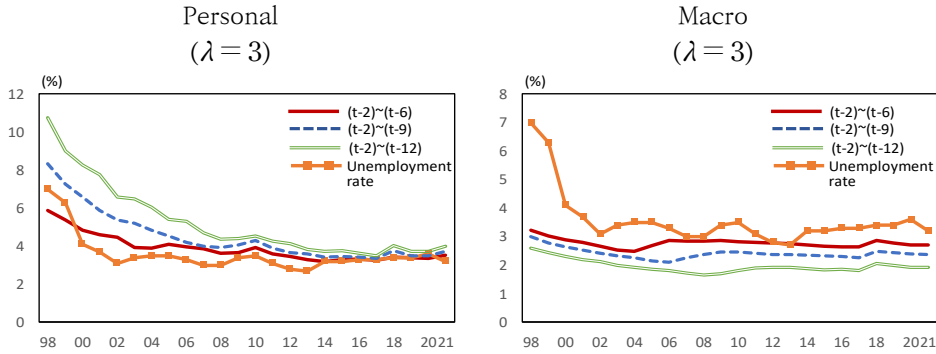 Personal
(λ = 3)
(%)
12
10
8
6
4
2
0
98 00 02 04 06 08 10 12 14 16 18 2021
(t-2)~(t-6)
(t-2)~(t-9)
(t-2)~(t-12)
Unemployment
rate
Macro
(λ = 3)
(%)
8
7
6
5
4
3
2
1
0
98 00 02 04 06 08 10 12 14 16 18 2021
(t-2)~(t-6)
(t-2)~(t-9)
(t-2)~(t-12)
Unemployment
rate